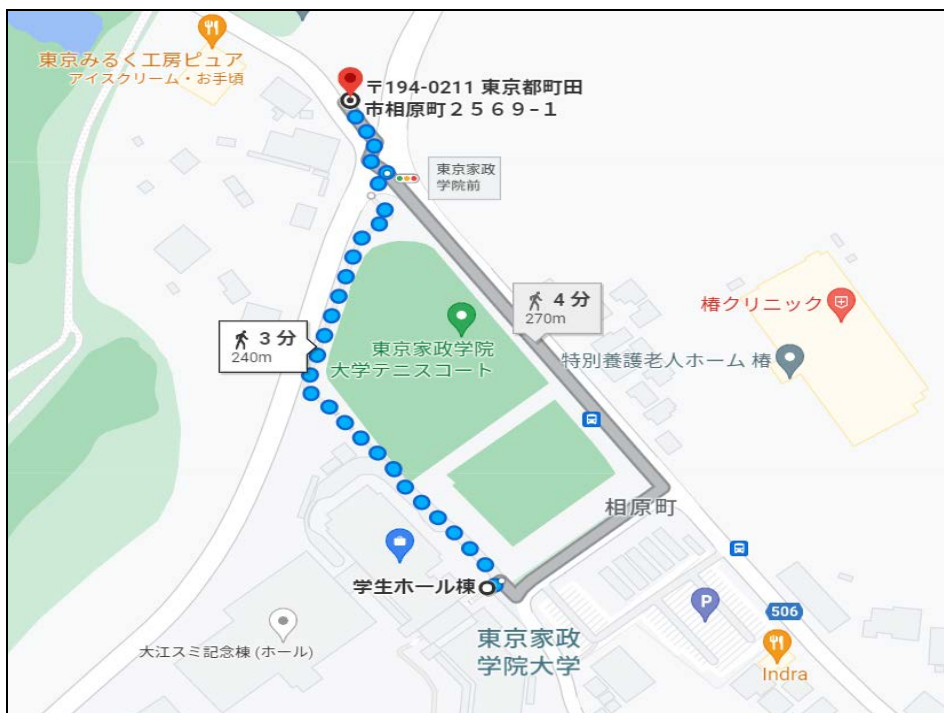 東京みるく工房ピュア
アイスクリーム・お手頃
〒194-0211 東京都町田
市相原町２５６９−１
東京家政
学院前
4 分
270m
椿クリニック
3 分
240m
東京家政学院
大学テニスコート
特別養護老人ホーム 椿
相原町
学生ホール棟
P
506
大江スミ記念棟 (ホール)
東京家政
学院大学
Indra